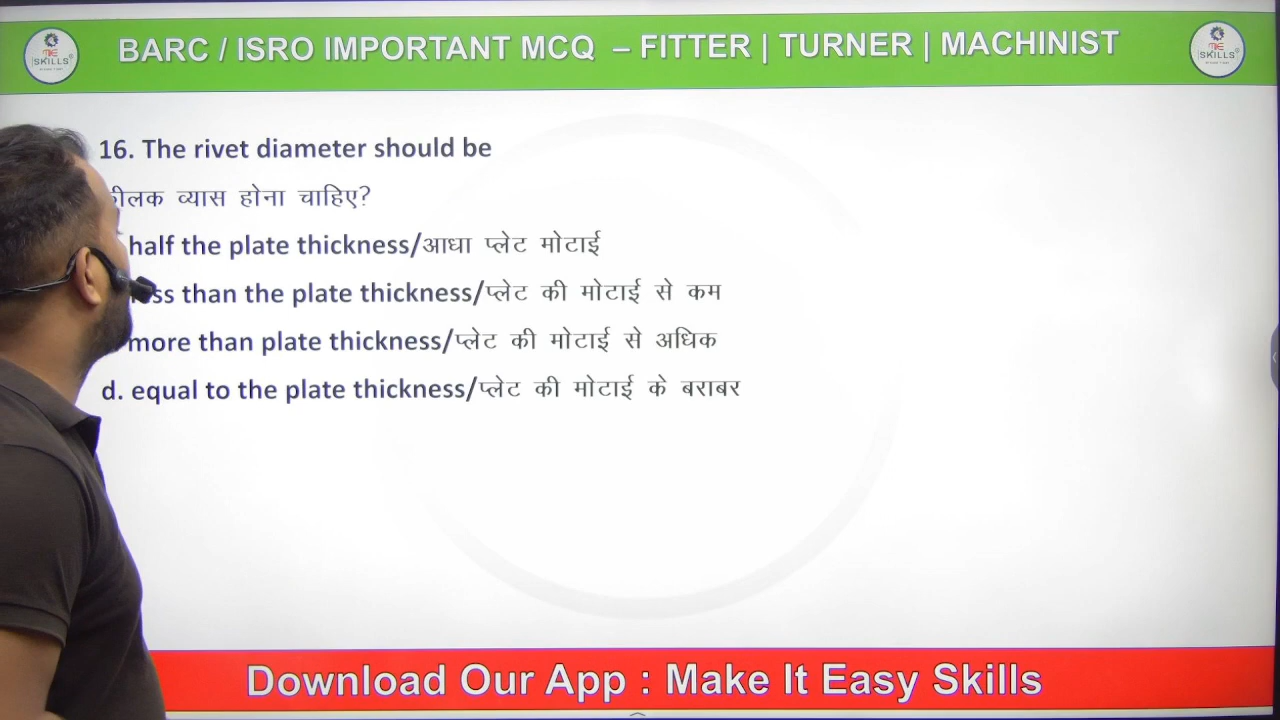 BARC / ISRO IMPORTANT MCQ – FITTER | TURNER | MACHINIST
SKILLS
SKILLS
16. The rivet diameter should be
व्यास होना चाहिए?
half the plate thickness/आधा प्लेट मोटाई
than the plate thickness/प्लेट की मोटाई से कम
more than plate thickness/प्लेट की मोटाई से अधिक
d. equal to the plate thickness/प्लेट की मोटाई के बराबर
Download Our App : Make It Easy Skills